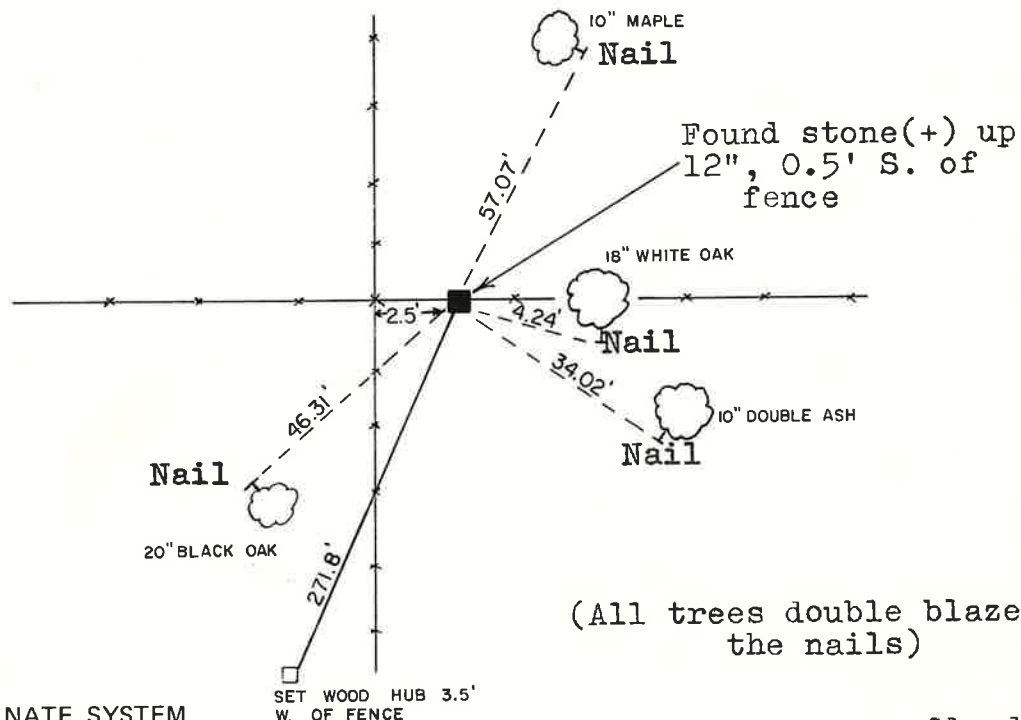 10" MAPLE
Nail
Found stone(+) up
12", 0.5' S. of
fence
57.07'
18" WHITE OAK
2.5'
4.24'
Nail
34.02'
10" DOUBLE ASH
Nail
46.31'
Nail
20" BLACK OAK
271.8'
(All trees double blaze
the nails)
SET WOOD HUB 3.5'
W. OF FENCE
NATE SYSTEM